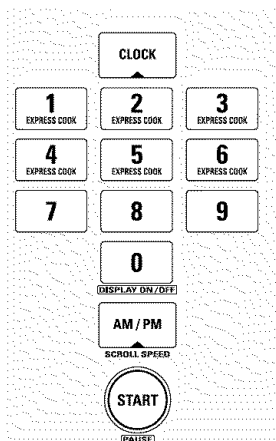 CLOCK
1 2 3
EXPRESS COOK EXPRESS COOK EXPRESS COOK
4 5 6
EXPRESS COOK EXPRESS COOK EXPRESS COOK
7 8 9
0
DISPLAY ON/OFF
AM/PM
SCROLL SPEED
START
PAUSE